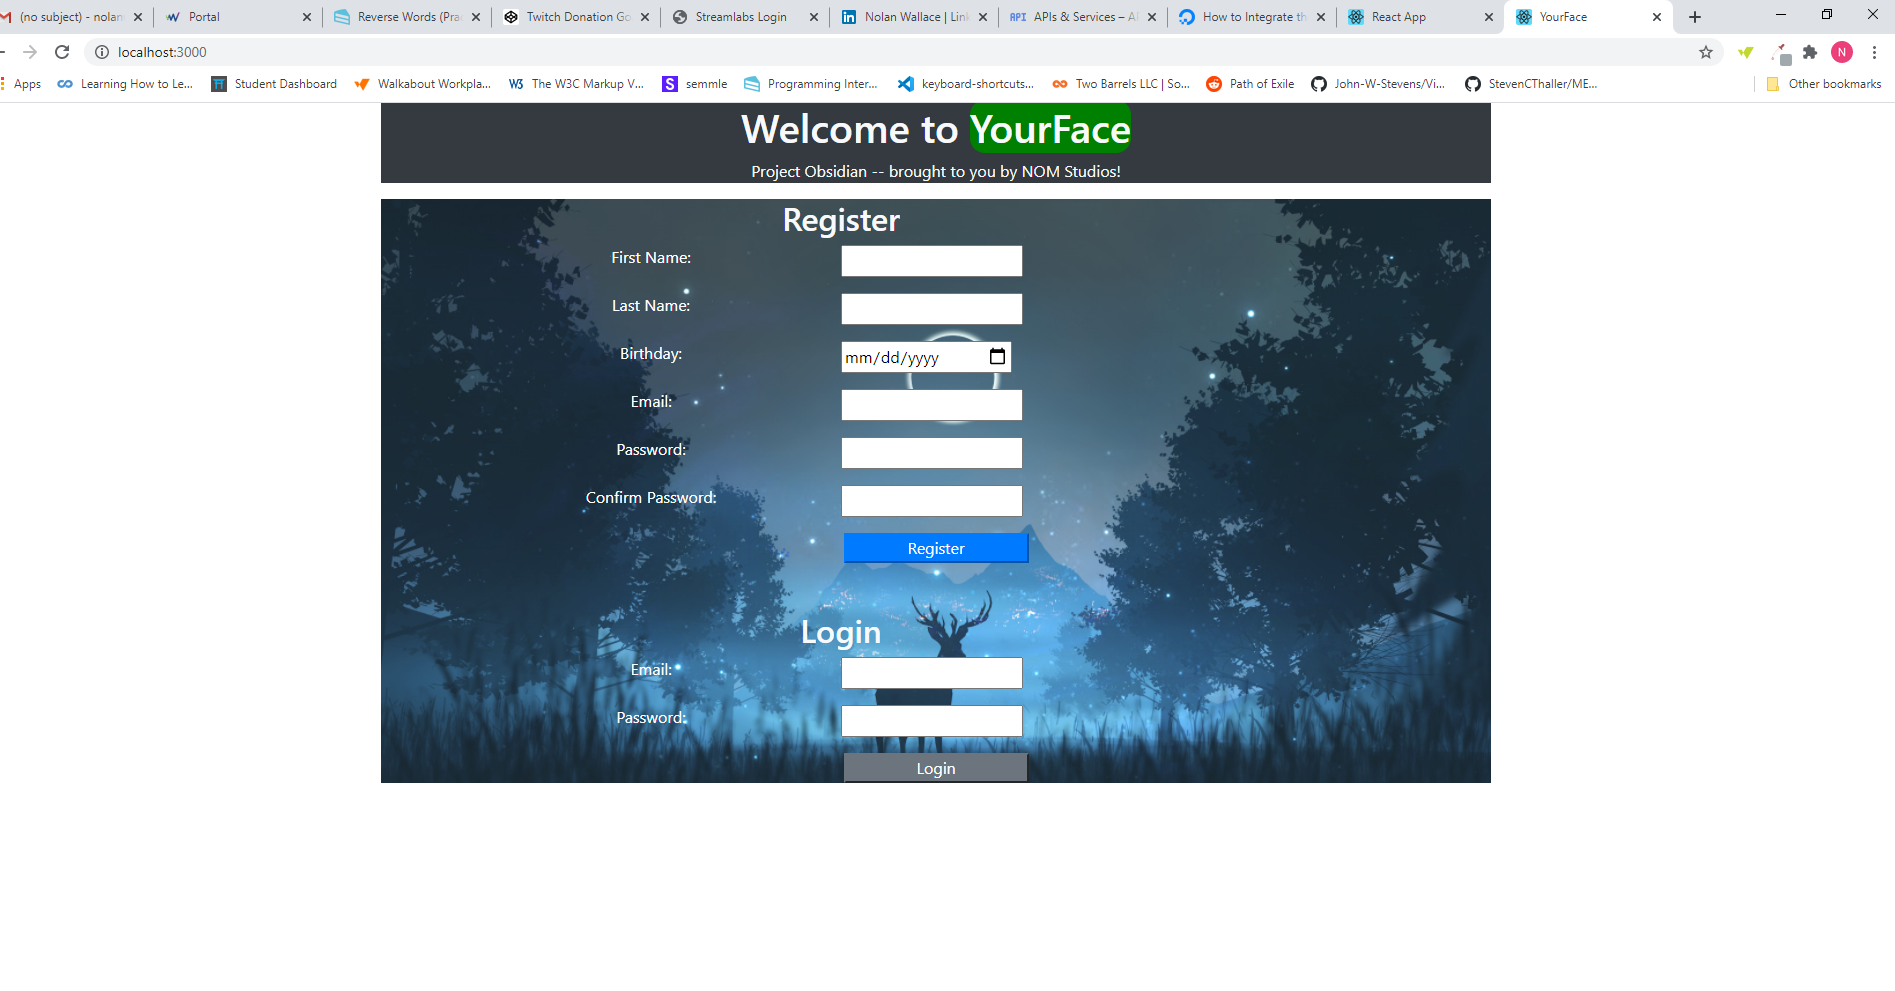 (no subject) - nolan
Portal
Reverse Words (Pra
Twitch Donation Go
Streamlabs Login
Nolan Wallace | Lin
API APIs & Services – A
How to Integrate th
React App
YourFace
localhost:3000
N
Apps
Learning How to Le...
Student Dashboard
Walkabout Workpla...
W3 The W3C Markup V...
S semmle
Programming Inter...
keyboard-shortcuts...
Two Barrels LLC | So...
Path of Exile
John-W-Stevens/Vi...
StevenCThaller/ME...
Other bookmarks
Welcome to YourFace
Project Obsidian -- brought to you by NOM Studios!
Register
First Name:
Last Name:
Birthday:
mm/dd/yyyy
Email:
Password:
Confirm Password:
Register
Login
Email:
Password:
Login